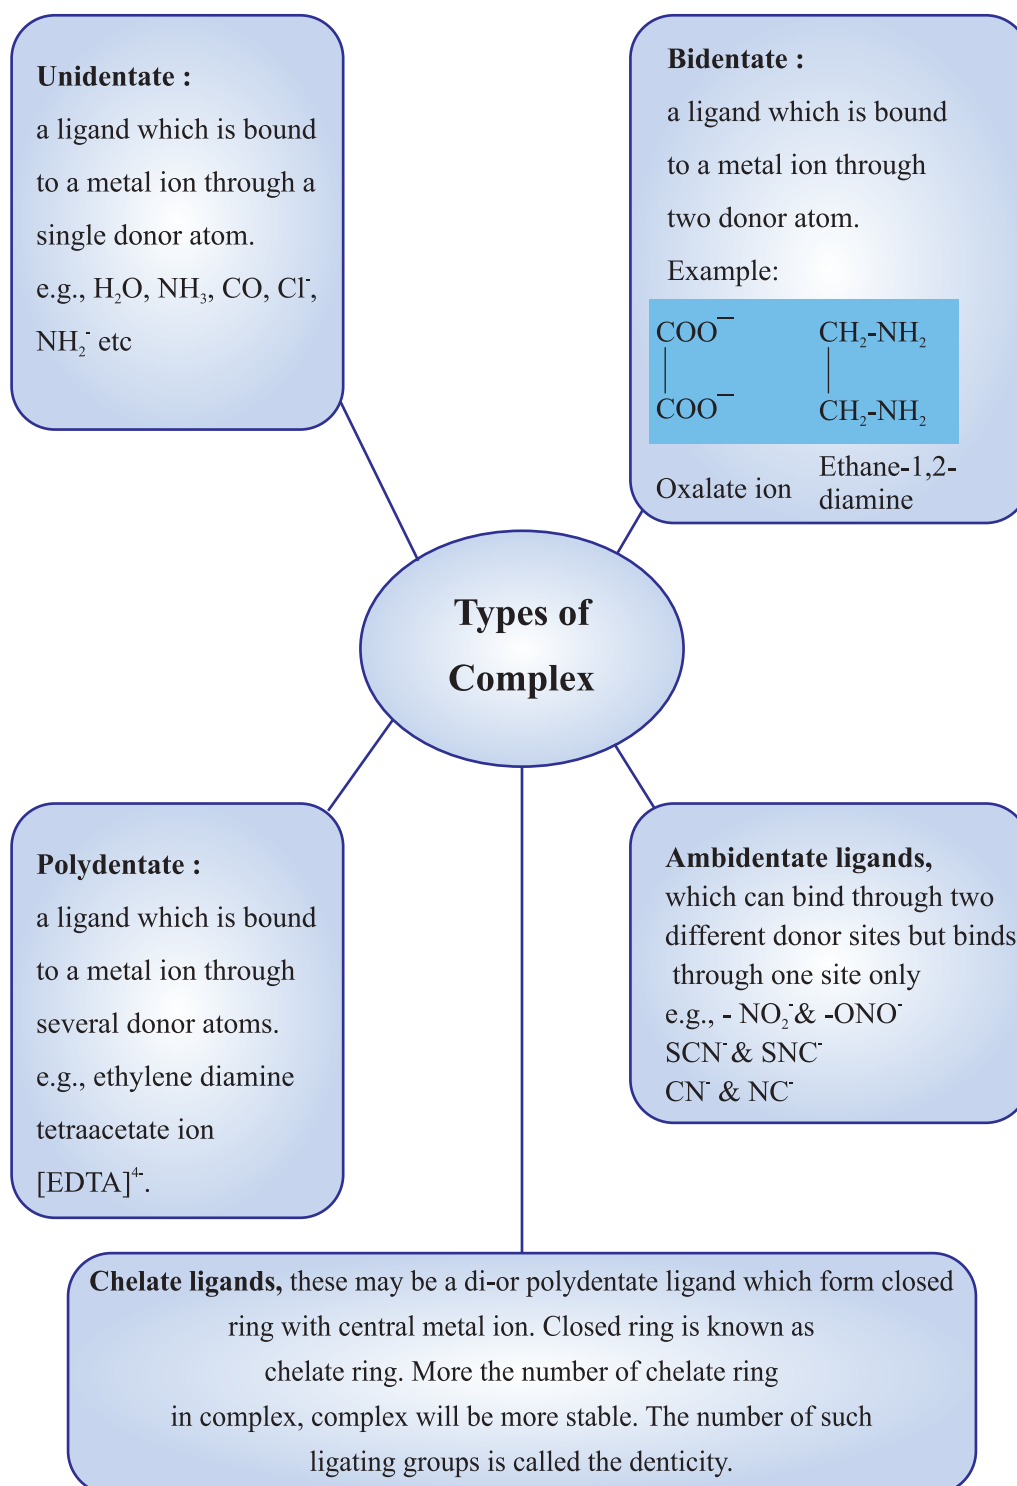 Unidentate :
a ligand which is bound
to a metal ion through a
single donor atom.
e.g., H₂O, NH₃, CO, Cl⁻,
NH₂⁻ etc
Bidentate :
a ligand which is bound
to a metal ion through
two donor atom.
Example:
COO⁻ CH₂-NH₂
COO⁻ CH₂-NH₂
Oxalate ion Ethane-1,2-
diamine
Types of
Complex
Polydentate :
a ligand which is bound
to a metal ion through
several donor atoms.
e.g., ethylene diamine
tetraacetate ion
[EDTA]⁴⁻.
Ambidentate ligands,
which can bind through two
different donor sites but binds
through one site only
e.g., - NO₂⁻ & -ONO⁻
SCN⁻ & SNC⁻
CN⁻ & NC⁻
Chelate ligands, these may be a di-or polydentate ligand which form closed
ring with central metal ion. Closed ring is known as
chelate ring. More the number of chelate ring
in complex, complex will be more stable. The number of such
ligating groups is called the denticity.